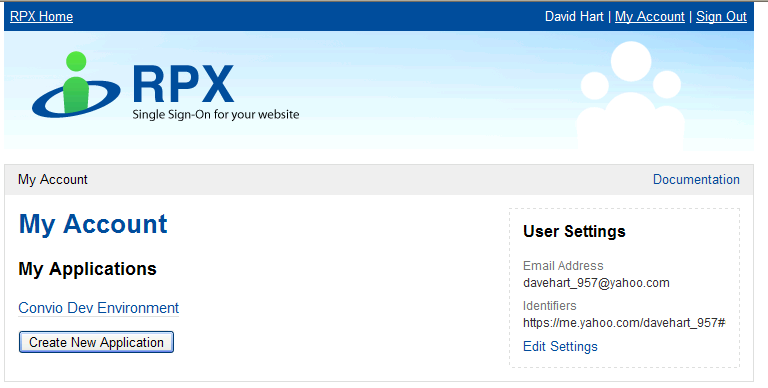 RPX Home
David Hart | My Account | Sign Out
RPX
Single Sign-On for your website
My Account
Documentation
My Account
My Applications
Convio Dev Environment
Create New Application
User Settings
Email Address
davehart_957@yahoo.com
Identifiers
https://me.yahoo.com/davehart_957#
Edit Settings